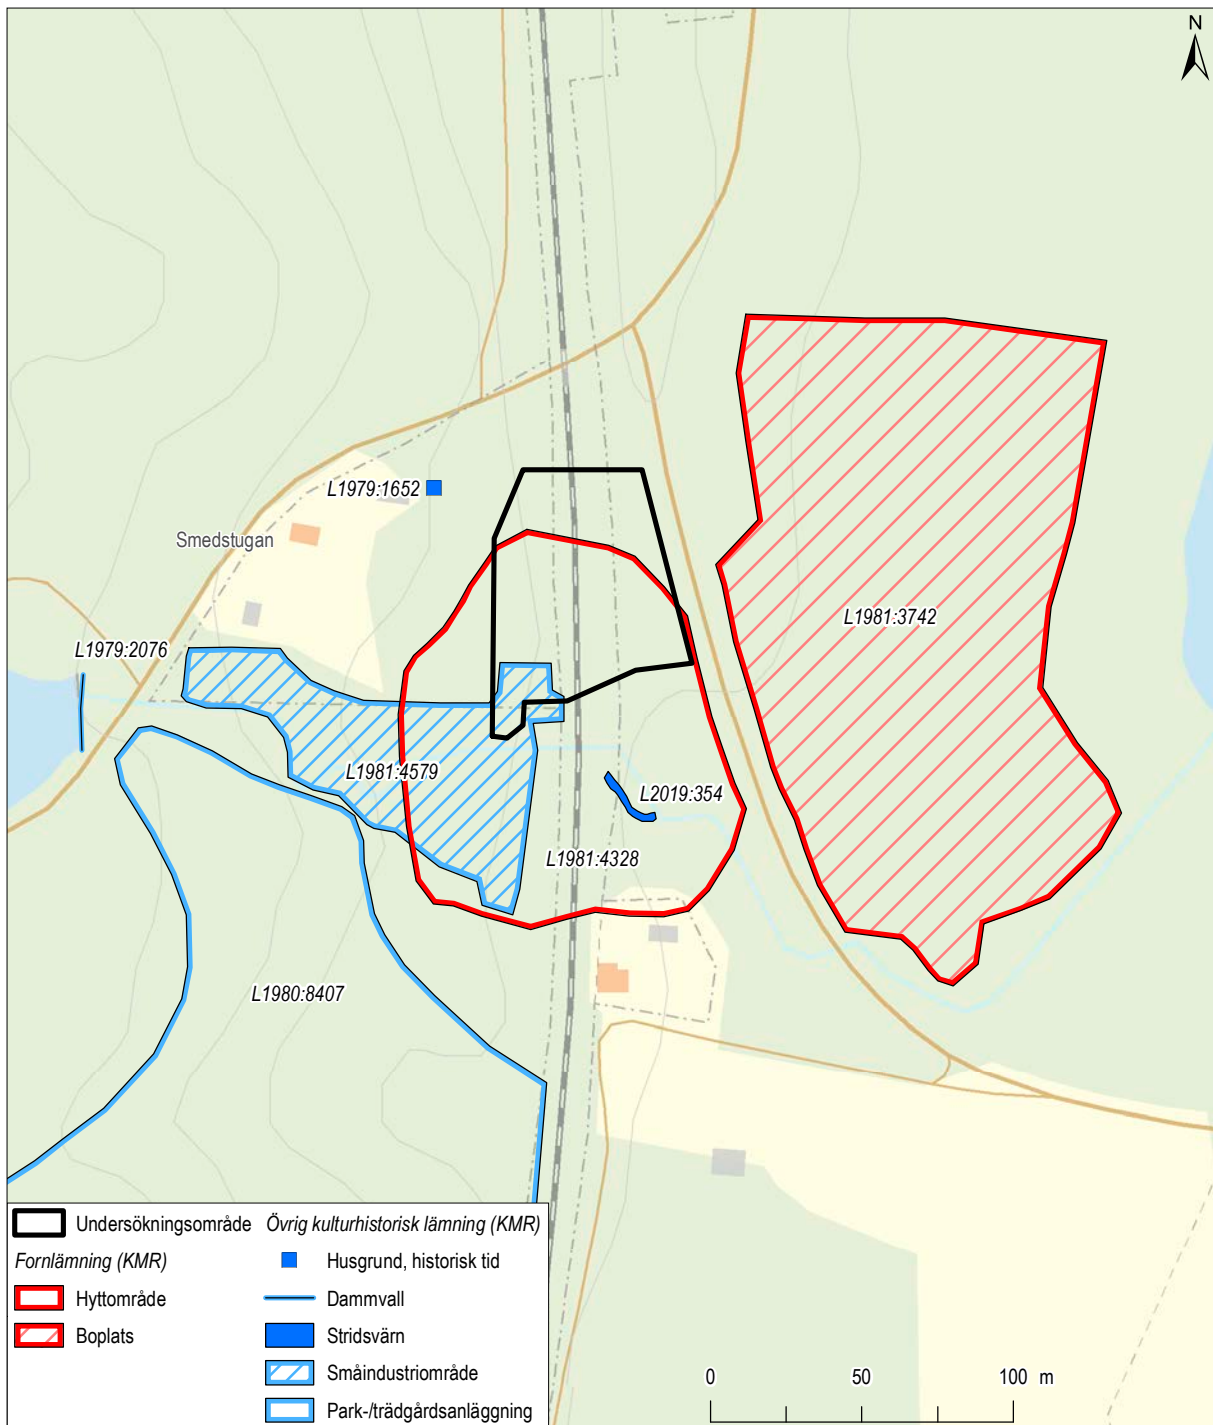 N
L1979:1652
Smedstugan
L1981:3742
L1979:2076
L1981:4579
L2019:354
L1981:4328
L1980:8407
Undersökningsområde
Fornlämning (KMR)
Hyttområde
Boplats
Övrig kulturhistorisk lämning (KMR)
Husgrund, historisk tid
Dammvall
Stridsvärn
Småindustriområde
Park-/trädgårdsanläggning
0 50 100 m